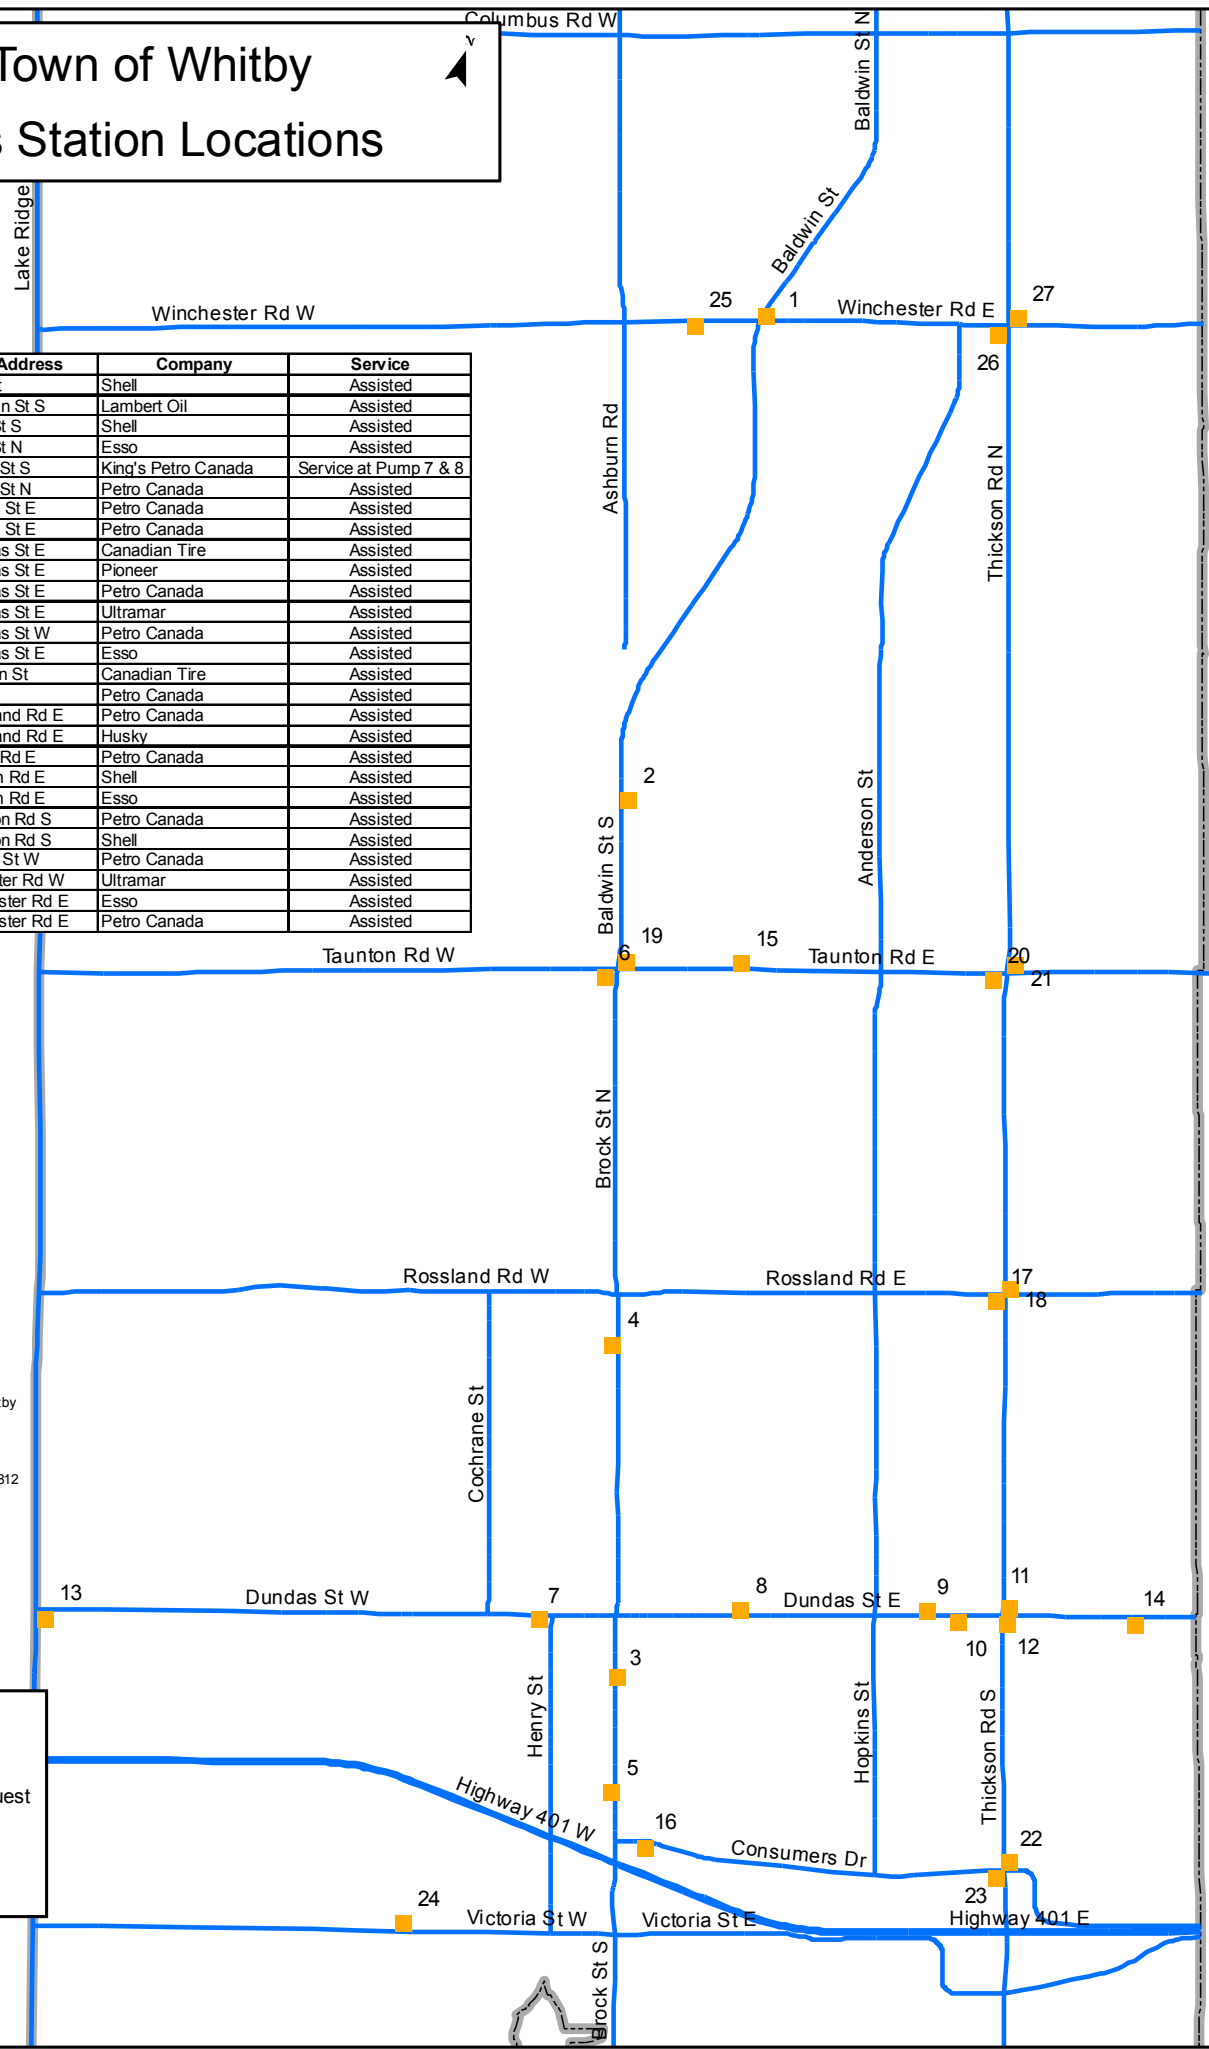 Columbus Rd W
Baldwin St N
Town of Whitby
N
s Station Locations
Lake Ridge
Baldwin St
Winchester Rd W
25
1
Winchester Rd E
27
26
Address Company Service
t Shell Assisted
n St S Lambert Oil Assisted
St S Shell Assisted
St N Esso Assisted
St S King's Petro Canada Service at Pump 7 & 8
St N Petro Canada Assisted
St E Petro Canada Assisted
St E Petro Canada Assisted
as St E Canadian Tire Assisted
as St E Pioneer Assisted
as St E Petro Canada Assisted
as St E Ultramar Assisted
as St W Petro Canada Assisted
as St E Esso Assisted
n St Canadian Tire Assisted
Petro Canada Assisted
and Rd E Petro Canada Assisted
and Rd E Husky Assisted
Rd E Petro Canada Assisted
n Rd E Shell Assisted
n Rd E Esso Assisted
on Rd S Petro Canada Assisted
on Rd S Shell Assisted
St W Petro Canada Assisted
ter Rd W Ultramar Assisted
ster Rd E Esso Assisted
ster Rd E Petro Canada Assisted
Ashburn Rd
Thickson Rd N
2
Baldwin St S
Anderson St
Taunton Rd W
6
19
15
Taunton Rd E
20
21
Brock St N
Rossland Rd W
Rossland Rd E
17
18
4
tby
Cochrane St
312
13
Dundas St W
7
8
Dundas St E
9
11
14
10
12
3
Henry St
Hopkins St
Thickson Rd S
5
uest
Highway 401 W
16
Consumers Dr
22
23
24
Victoria St W
Victoria St E
Highway 401 E
Brock St S